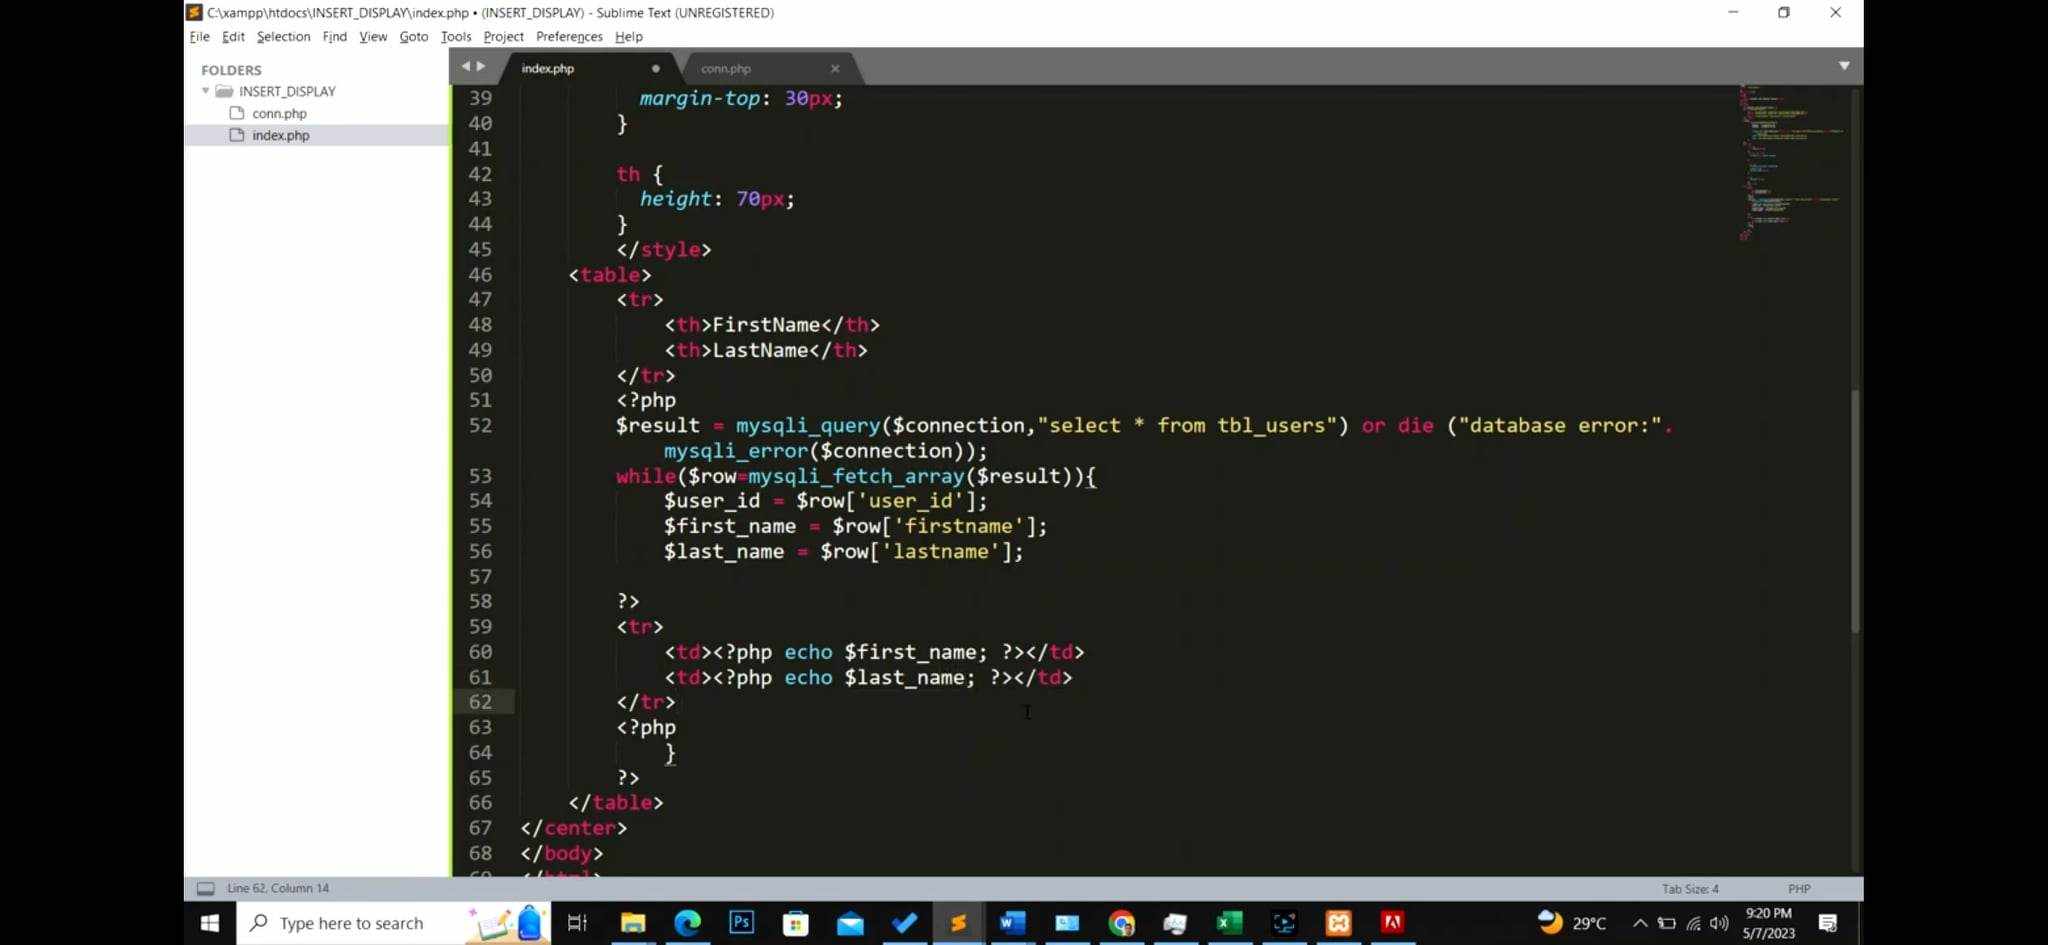 C:\xampp\htdocs\INSERT_DISPLAY\index.php • (INSERT_DISPLAY) - Sublime Text (UNREGISTERED)
File Edit Selection Find View Goto Tools Project Preferences Help
FOLDERS
INSERT_DISPLAY
conn.php
index.php
index.php conn.php
39 margin-top: 30px;
40 }
41
42 th {
43 height: 70px;
44 }
45 </style>
46 <table>
47 <tr>
48 <th>FirstName</th>
49 <th>LastName</th>
50 </tr>
51 <?php
52 $result = mysqli_query($connection,"select * from tbl_users") or die ("database error:".
mysqli_error($connection));
53 while($row=mysqli_fetch_array($result)){
54 $user_id = $row['user_id'];
55 $first_name = $row['firstname'];
56 $last_name = $row['lastname'];
57
58 ?>
59 <tr>
60 <td><?php echo $first_name; ?></td>
61 <td><?php echo $last_name; ?></td>
62 </tr>
63 <?php
64 }
65 ?>
66 </table>
67 </center>
68 </body>
69 </html>
Line 62, Column 14 Tab Size: 4 PHP
Type here to search Ps 29°C 9:20 PM
5/7/2023